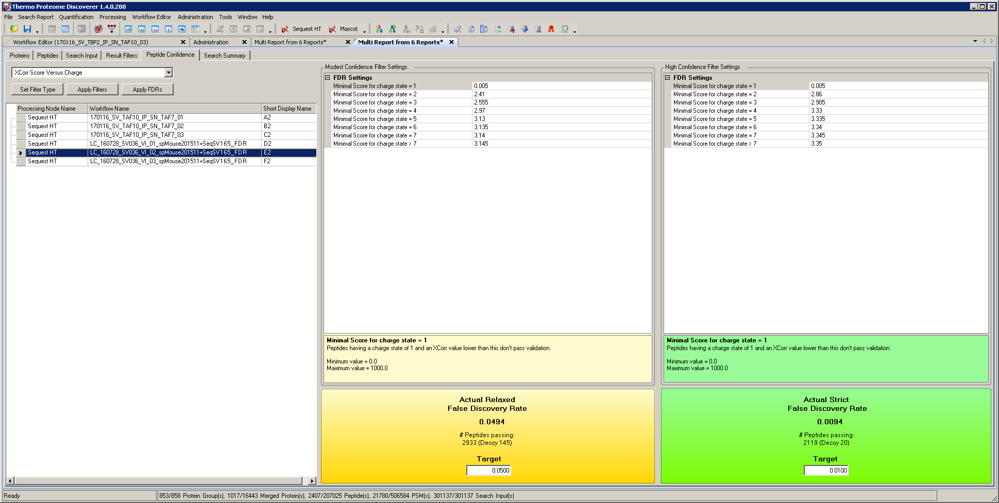 Thermo Proteome Discoverer 1.4.0.288
File Search Report Quantification Processing Workflow Editor Administration Tools Window Help
Sequest HT Mascot
Workflow Editor (170116_SV_TBP2_IP_SN_TAF10_03) Administration Multi Report from 6 Reports* Multi Report from 6 Reports*
Proteins Peptides Search Input Result Filters Peptide Confidence Search Summary
XCorr Score Versus Charge
Set Filter Type Apply Filters Apply FDRs
Processing Node Name Workflow Name Short Display Name
Sequest HT 170116_SV_TAF10_IP_SN_TAF7_01 A2
Sequest HT 170116_SV_TAF10_IP_SN_TAF7_02 B2
Sequest HT 170116_SV_TAF10_IP_SN_TAF7_03 C2
Sequest HT LC_160728_SV036_VI_01_spMouse201511+SeqSV165_FDR D2
Sequest HT LC_160728_SV036_VI_02_spMouse201511+SeqSV165_FDR E2
Sequest HT LC_160728_SV036_VI_03_spMouse201511+SeqSV165_FDR F2
Modest Confidence Filter Settings
FDR Settings
Minimal Score for charge state = 1 0.005
Minimal Score for charge state = 2 2.41
Minimal Score for charge state = 3 2.555
Minimal Score for charge state = 4 2.97
Minimal Score for charge state = 5 3.13
Minimal Score for charge state = 6 3.135
Minimal Score for charge state = 7 3.14
Minimal Score for charge state > 7 3.145
Minimal Score for charge state = 1
Peptides having a charge state of 1 and an XCorr value lower than this don't pass validation.
Minimum value = 0.0
Maximum value = 1000.0
Actual Relaxed
False Discovery Rate
0.0494
# Peptides passing:
2933 (Decoy 145)
Target
0.0500
High Confidence Filter Settings
FDR Settings
Minimal Score for charge state = 1 0.005
Minimal Score for charge state = 2 2.86
Minimal Score for charge state = 3 2.905
Minimal Score for charge state = 4 3.33
Minimal Score for charge state = 5 3.335
Minimal Score for charge state = 6 3.34
Minimal Score for charge state = 7 3.345
Minimal Score for charge state > 7 3.35
Minimal Score for charge state = 1
Peptides having a charge state of 1 and an XCorr value lower than this don't pass validation.
Minimum value = 0.0
Maximum value = 1000.0
Actual Strict
False Discovery Rate
0.0094
# Peptides passing:
2119 (Decoy 20)
Target
0.0100
Ready 853/858 Protein Group(s), 1017/16443 Merged Protein(s), 2407/207025 Peptide(s), 21780/506584 PSM(s), 301137/301137 Search Input(s)